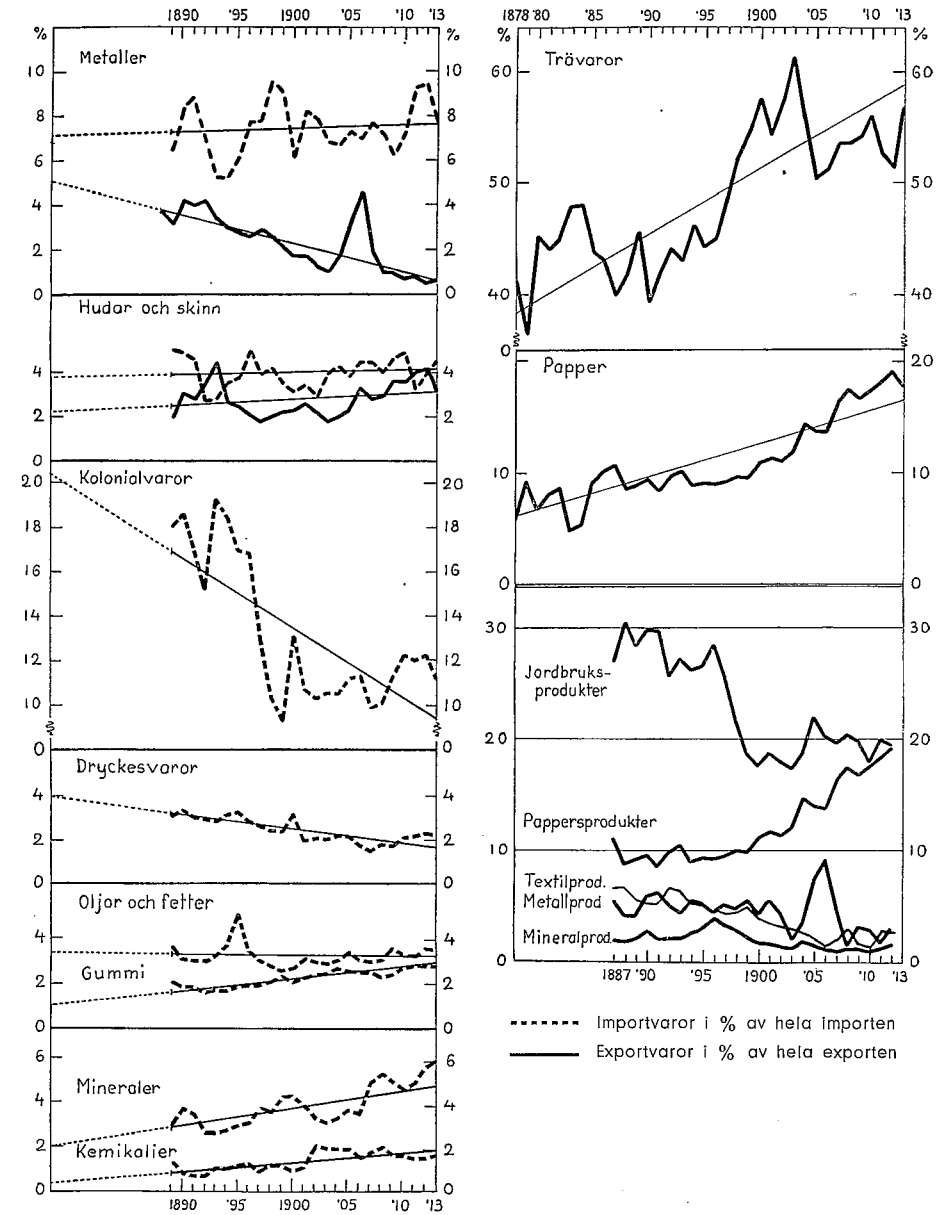 1890 '95 1900 '05 '10 '13
% %
Metaller
10 10
8 8
6 6
4 4
2 2
0 0
Hudar och skinn
4 4
2 2
0
Kolonialvaror
20 20
18 18
16 16
14 14
12 12
10 10
0 0
Dryckesvaror
4 4
2 2
0 0
Oljor och fetter
4 4
Gummi
2 2
0 0
6 6
Mineraler
4 4
2 2
Kemikalier
0 0
1890 '95 1900 '05 '10 '13
1878 '80 '85 '90 '95 1900 '05 '10 '13
% %
Trävaror
60 60
50 50
40 40
0
Papper
20
10 10
0 0
30 30
Jordbruks-
produkter
20 20
Pappersprodukter
10 10
Textilprod.
Metallprod.
Mineralprod.
0
1887 '90 '95 1900 '05 '10 '13
Importvaror i % av hela importen
Exportvaror i % av hela exporten